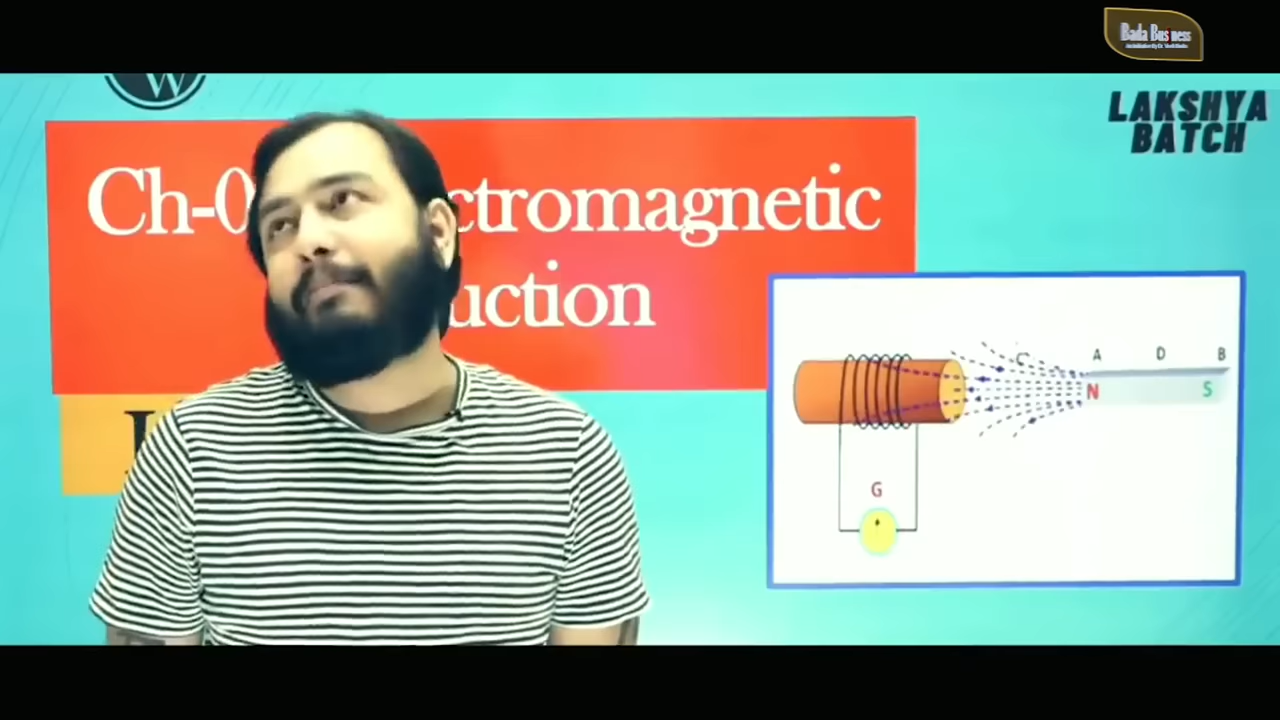 Bada Business
LAKSHYA
BATCH
W
Ch-0 ctromagnetic
uction
C A D B
N S
G